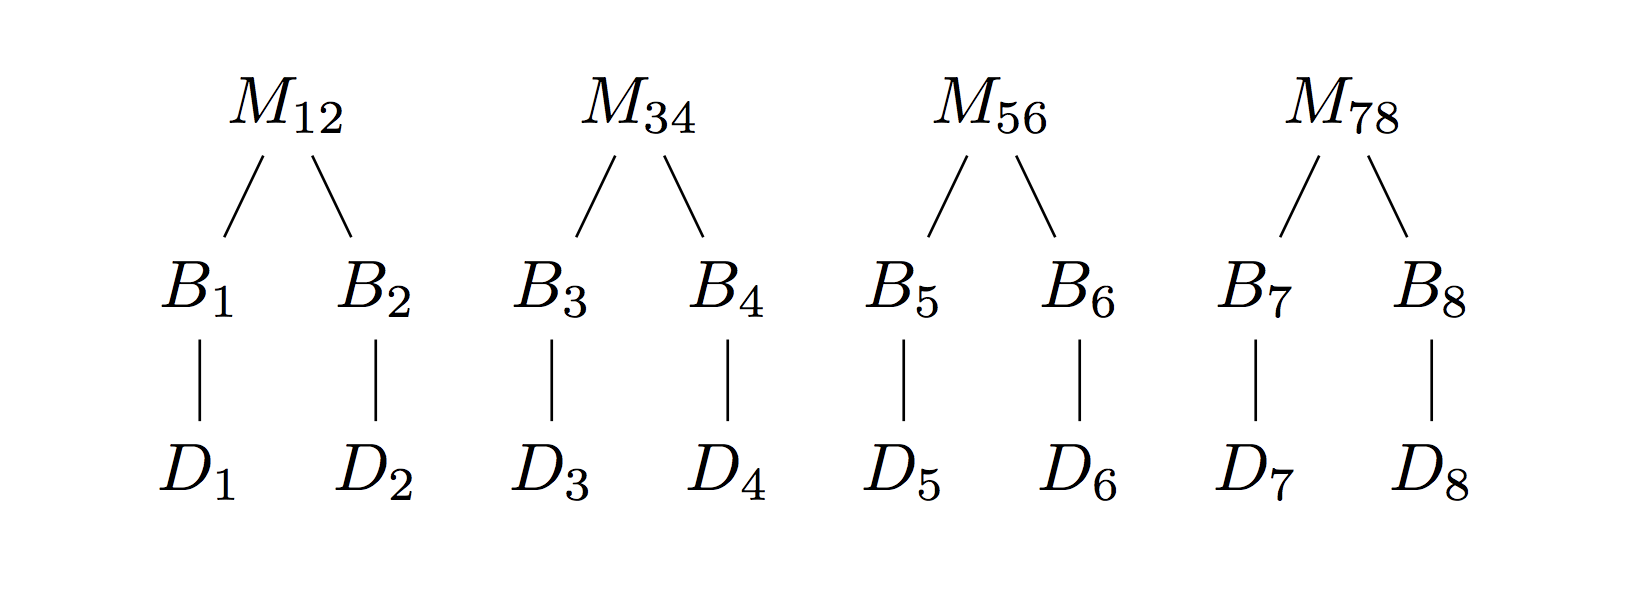 M₁₂ M₃₄ M₅₆ M₇₈
B₁ B₂ B₃ B₄ B₅ B₆ B₇ B₈
D₁ D₂ D₃ D₄ D₅ D₆ D₇ D₈